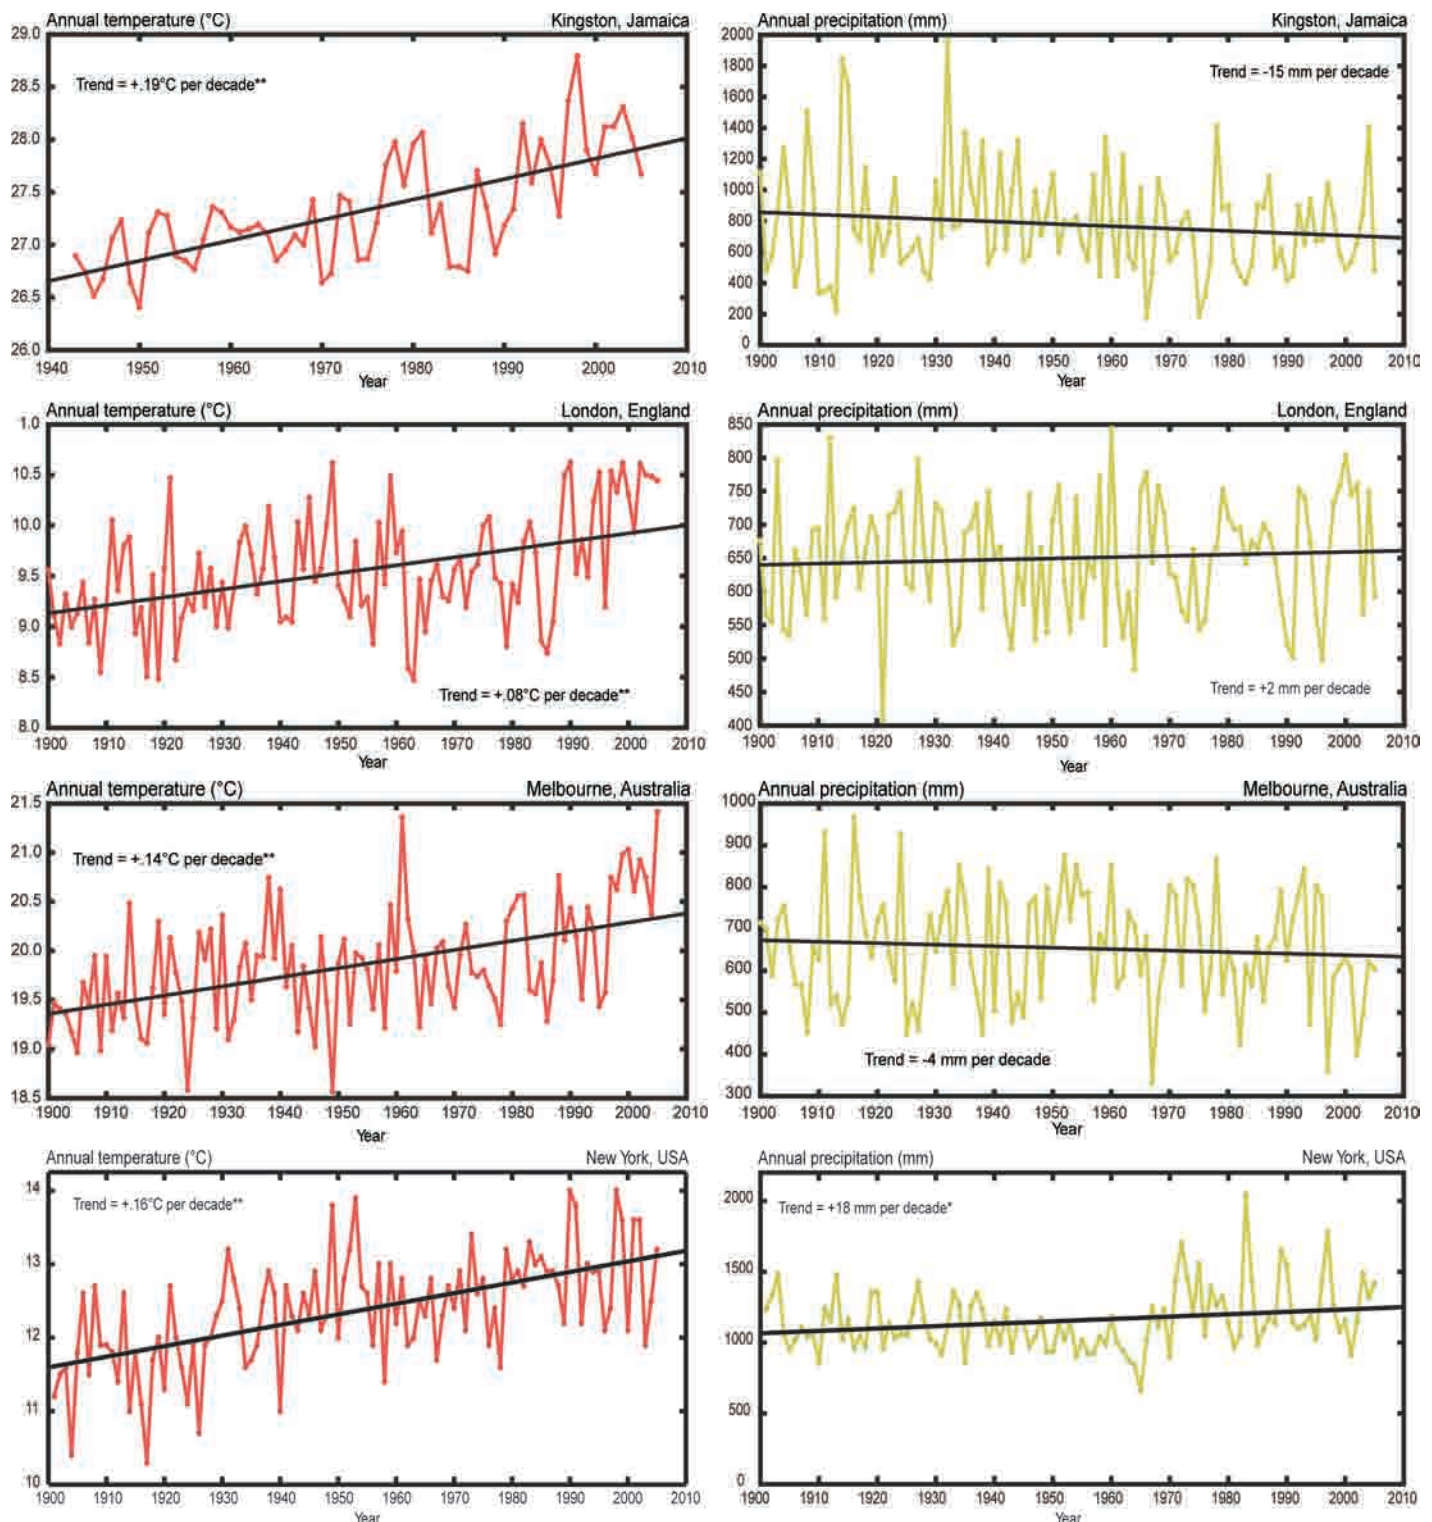 Annual temperature (°C) Kingston, Jamaica
29.0
28.5
28.0
27.5
27.0
26.5
26.0
Trend = +.19°C per decade**
1940 1950 1960 1970 1980 1990 2000 2010
Year
Annual precipitation (mm) Kingston, Jamaica
2000
1800
1600
1400
1200
1000
800
600
400
200
0
Trend = -15 mm per decade
1900 1910 1920 1930 1940 1950 1960 1970 1980 1990 2000 2010
Year
Annual temperature (°C) London, England
1.0
10.5
10.0
9.5
9.0
8.5
8.0
Trend = +.08°C per decade**
1900 1910 1920 1930 1940 1950 1960 1970 1980 1990 2000 2010
Year
Annual precipitation (mm) London, England
850
800
750
700
650
600
550
500
450
400
Trend = +2 mm per decade
1900 1910 1920 1930 1940 1950 1960 1970 1980 1990 2000 2010
Year
Annual temperature (°C) Melbourne, Australia
21.5
21.0
20.5
20.0
19.5
19.0
18.5
Trend = +.14°C per decade**
1900 1910 1920 1930 1940 1950 1960 1970 1980 1990 2000 2010
Year
Annual precipitation (mm) Melbourne, Australia
1000
900
800
700
600
500
400
300
Trend = -4 mm per decade
1900 1910 1920 1930 1940 1950 1960 1970 1980 1990 2000 2010
Year
Annual temperature (°C) New York, USA
14
13
12
11
10
Trend = +.16°C per decade**
1900 1910 1920 1930 1940 1950 1960 1970 1980 1990 2000 2010
Year
Annual precipitation (mm) New York, USA
2000
1500
1000
500
0
Trend = +18 mm per decade*
1900 1910 1920 1930 1940 1950 1960 1970 1980 1990 2000 2010
Year